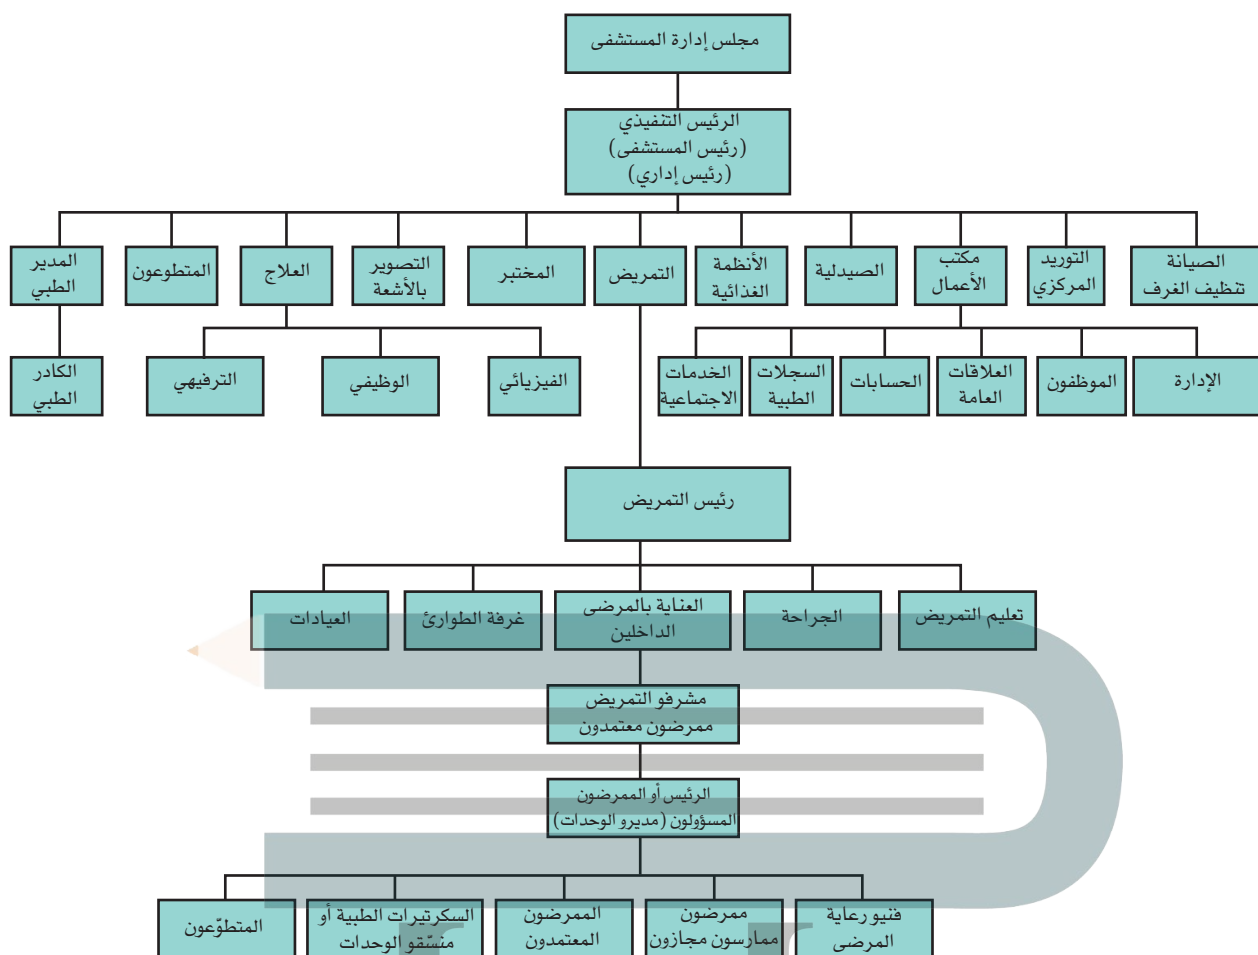 مجلس إدارة المستشفى
الرئيس التنفيذي
(رئيس المستشفى)
(رئيس إداري)
الصيانة
تنظيف الغرف
التوريد
المركزي
مكتب
الأعمال
الصيدلية
الأنظمة
الغذائية
التمريض
المختبر
التصوير
بالأشعة
العلاج
المتطوعون
المدير
الطبي
الإدارة
الموظفون
العلاقات
العامة
الحسابات
السجلات
الطبية
الخدمات
الاجتماعية
الفيزيائي
الوظيفي
الترفيهي
الكادر
الطبي
رئيس التمريض
تعليم التمريض
الجراحة
العناية بالمرضى
الداخلين
غرفة الطوارئ
العيادات
مشرفو التمريض
ممرضون معتمدون
الرئيس أو الممرضون
المسؤولون (مديرو الوحدات)
فنيو رعاية
المرضى
ممرضون
ممارسون مجازون
الممرضون
المعتمدون
السكرتيرات الطبية أو
منسّقو الوحدات
المتطوّعون